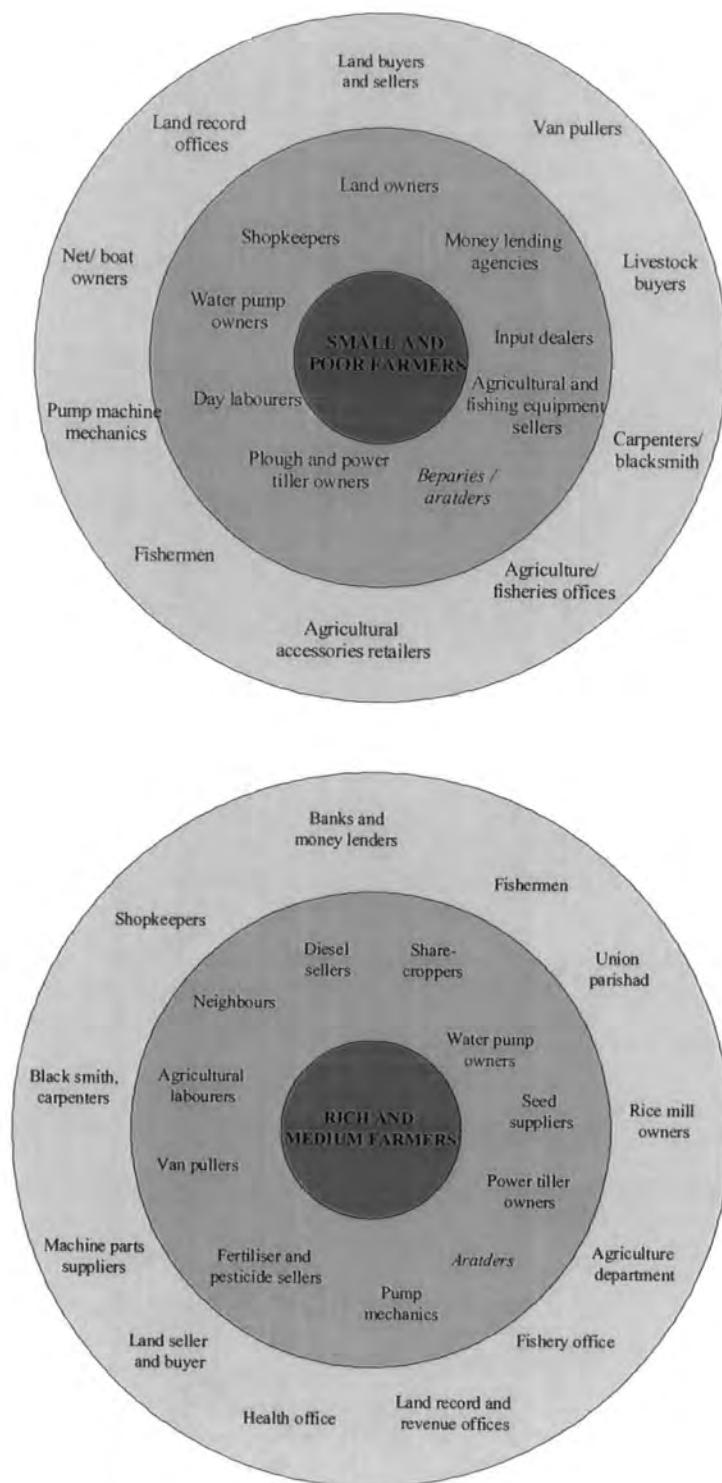 Land buyers
and sellers
Land record
offices
Van pullers
Land owners
Shopkeepers
Money lending
agencies
Net/ boat
owners
Livestock
buyers
Water pump
owners
Input dealers
SMALL AND
POOR FARMERS
Day labourers
Agricultural and
fishing equipment
sellers
Pump machine
mechanics
Carpenters/
blacksmith
Plough and power
tiller owners
Beparies /
aratders
Fishermen
Agriculture/
fisheries offices
Agricultural
accessories retailers
Banks and
money lenders
Fishermen
Shopkeepers
Diesel
sellers
Share-
croppers
Union
parishad
Neighbours
Water pump
owners
Black smith,
carpenters
Agricultural
labourers
Seed
suppliers
Rice mill
owners
RICH AND
MEDIUM FARMERS
Van pullers
Power tiller
owners
Machine parts
suppliers
Fertiliser and
pesticide sellers
Aratders
Agriculture
department
Pump
mechanics
Land seller
and buyer
Fishery office
Health office
Land record and
revenue offices